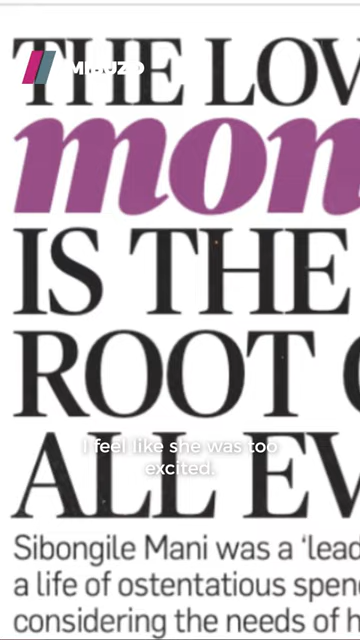 THE LOV
mon
IS THE
ROOT
ALL EV
I feel like she was too
excited.
Sibongile Mani was a 'lead
a life of ostentatious spen
considering the needs of h